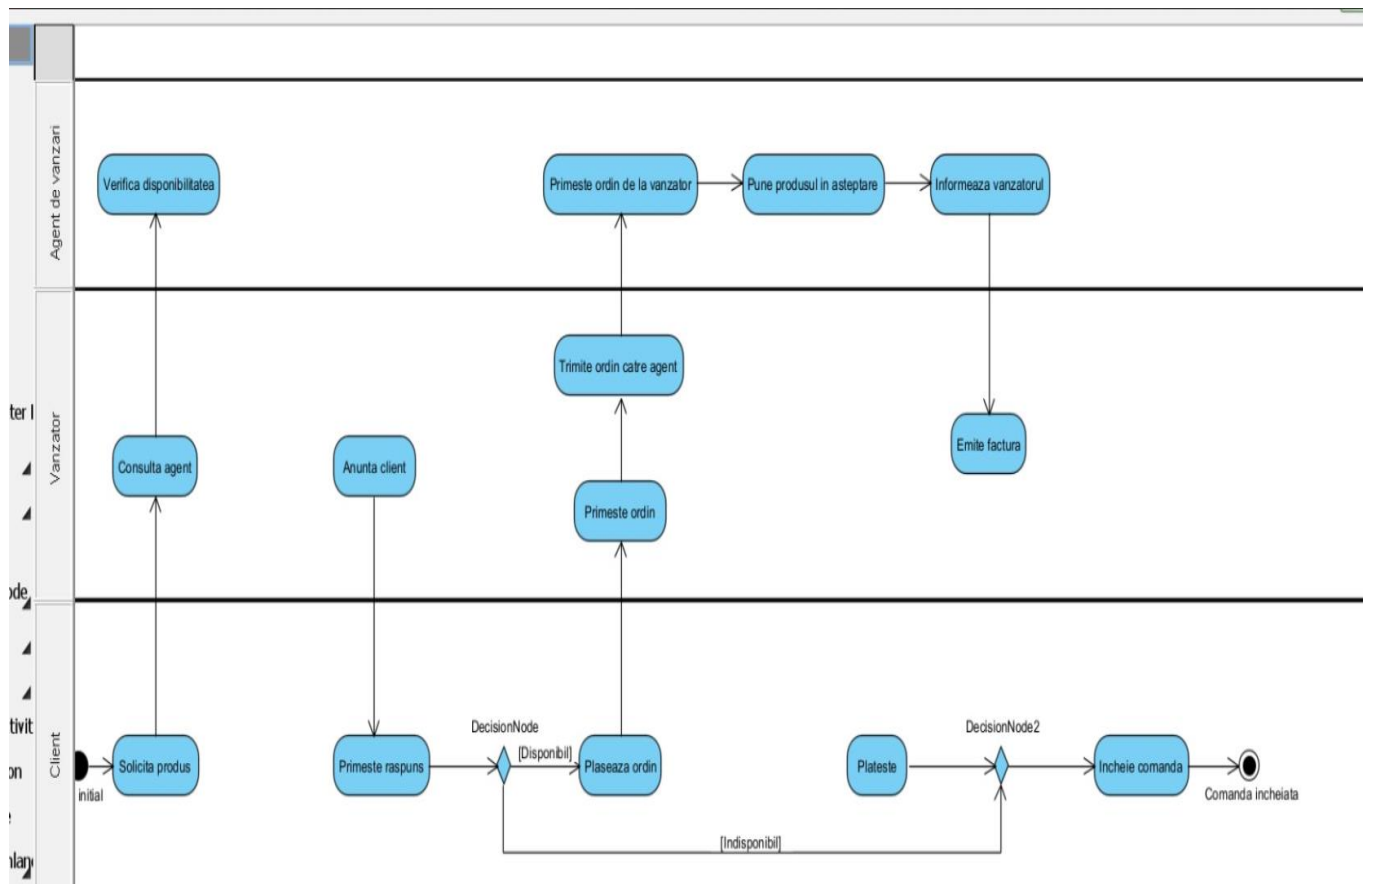 Agent de vanzari
Verifica disponibilitatea
Primeste ordin de la vanzator
Pune produsul in asteptare
Informeaza vanzatorul
Vanzator
Trimite ordin catre agent
Consulta agent
Anunta client
Emite factura
Primeste ordin
Client
DecisionNode
DecisionNode2
[Disponibil]
Solicita produs
Primeste raspuns
Plaseaza ordin
Plateste
Incheie comanda
initial
Comanda incheiata
[Indisponibil]